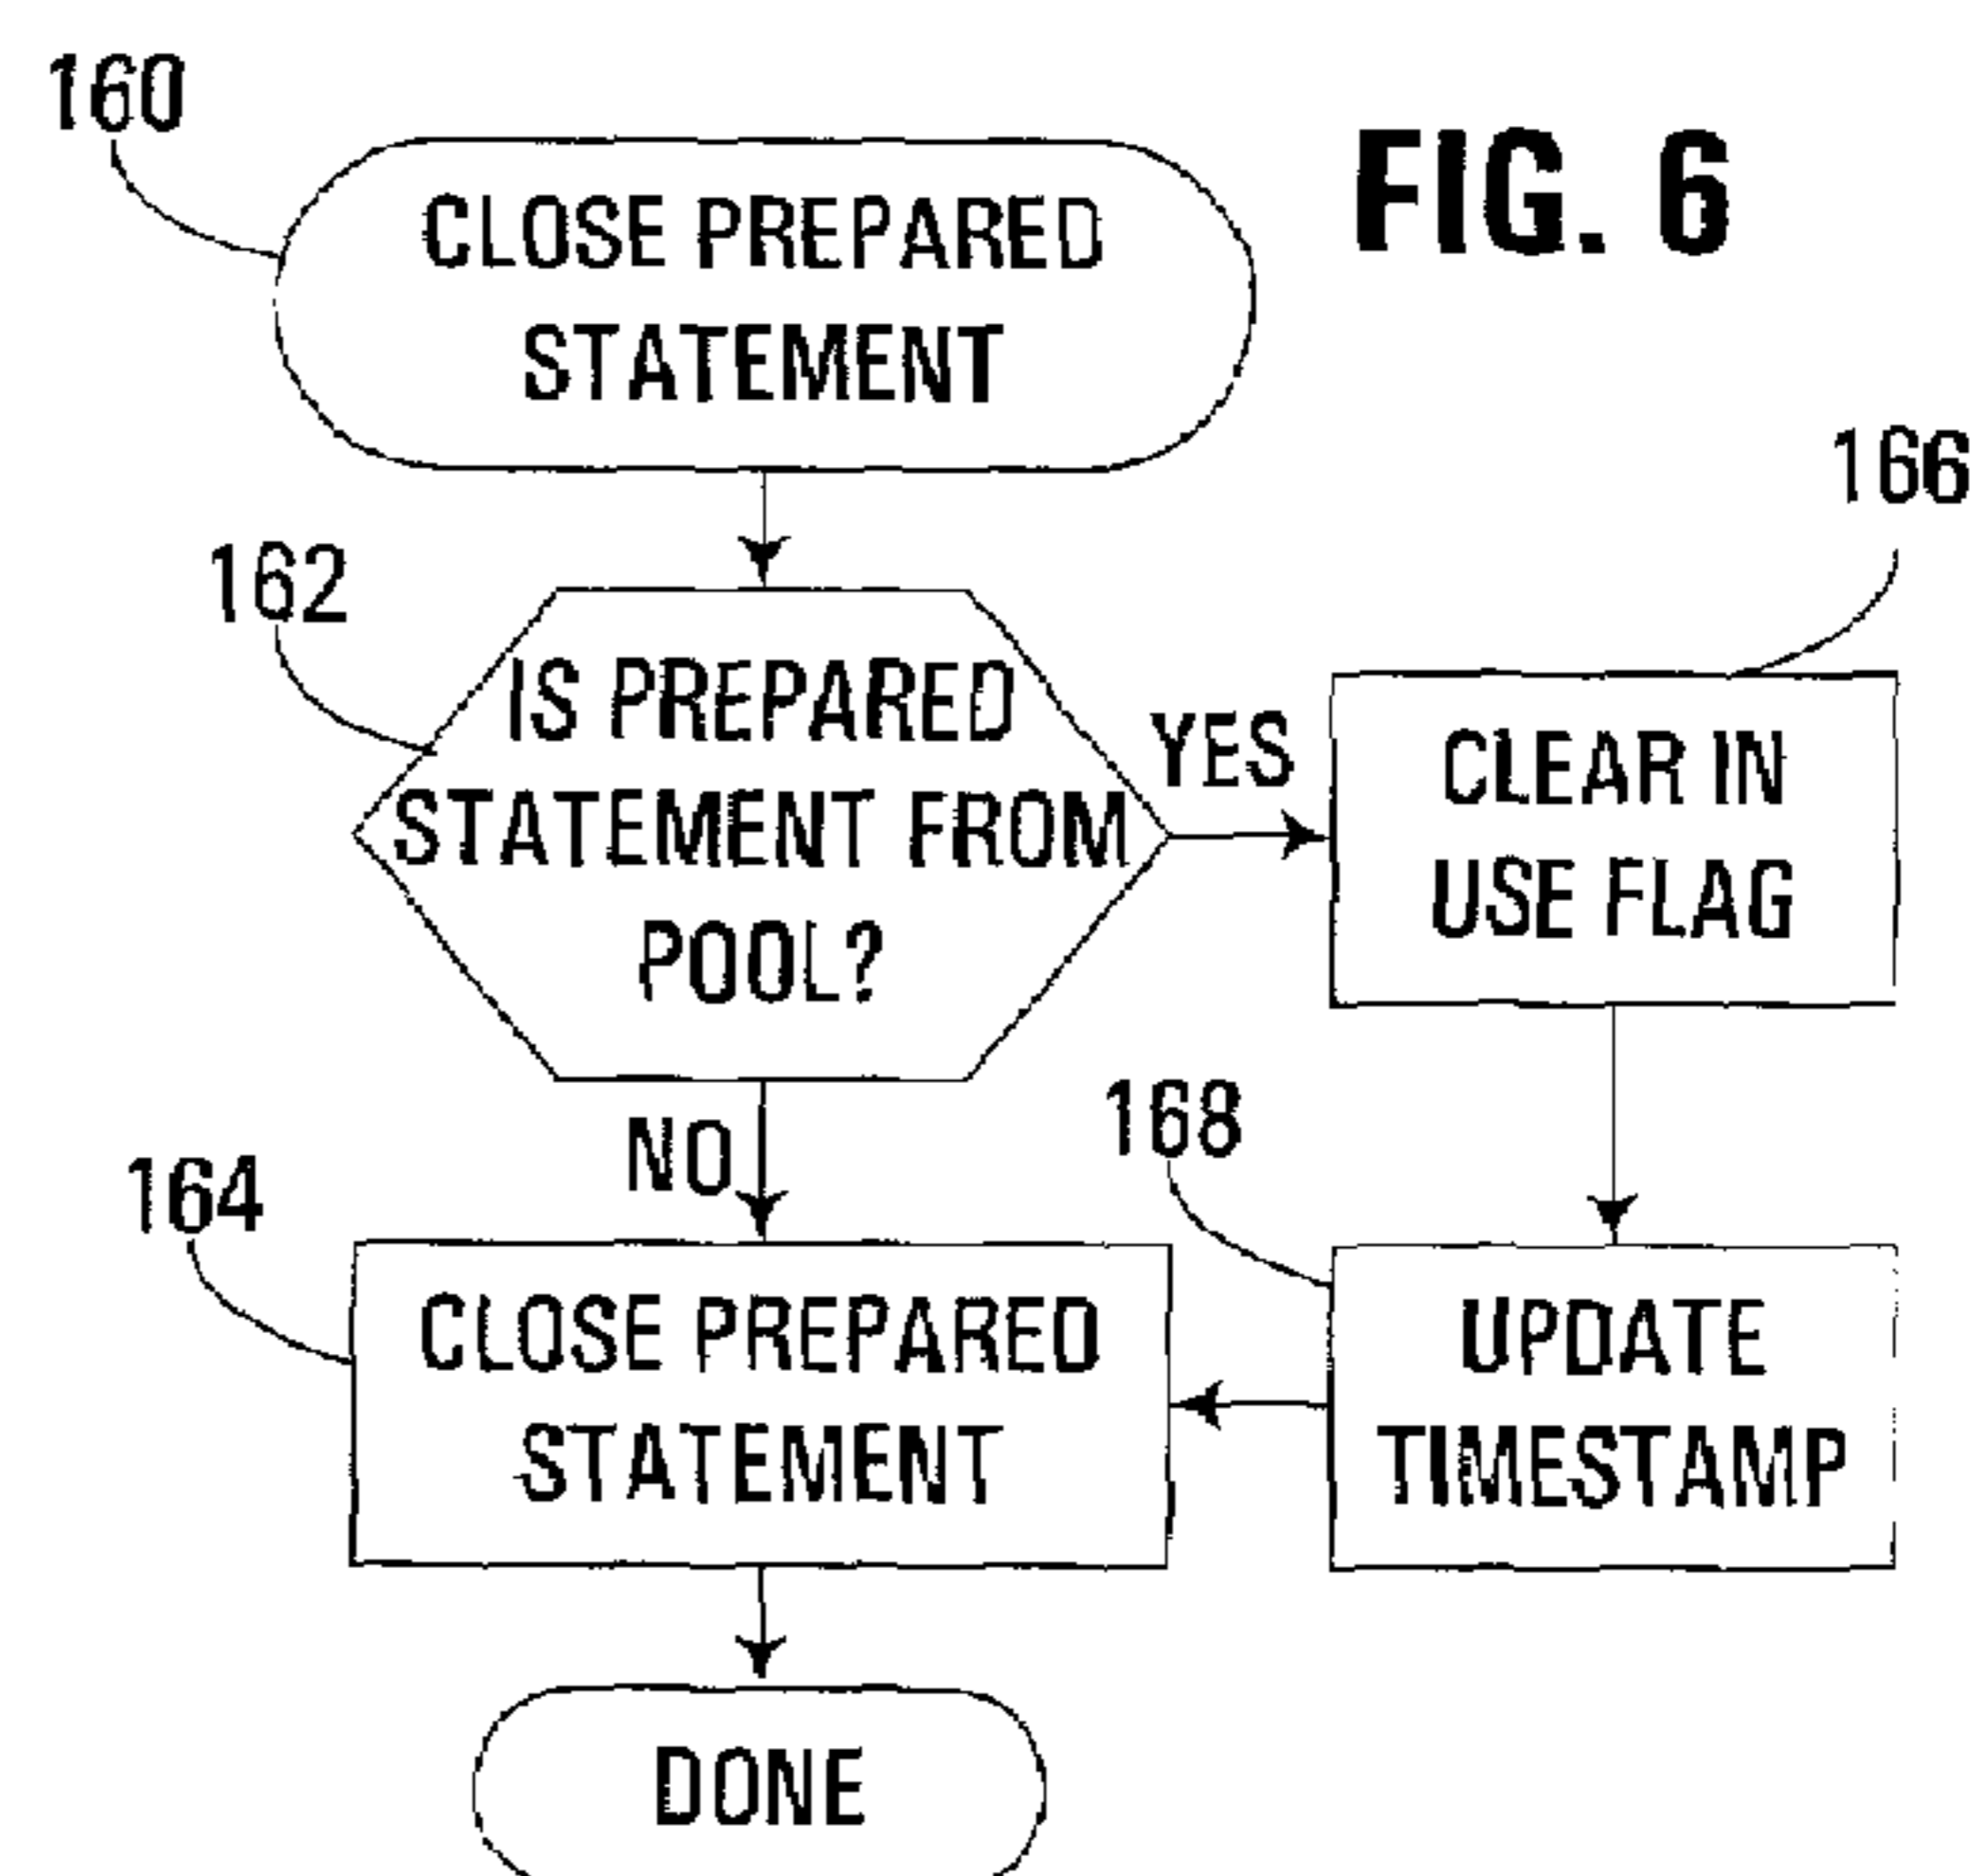 160
FIG. 6
CLOSE PREPARED
STATEMENT
166
162
IS PREPARED
STATEMENT FROM
POOL?
YES
CLEAR IN
USE FLAG
NO
168
164
CLOSE PREPARED
STATEMENT
UPDATE
TIMESTAMP
DONE